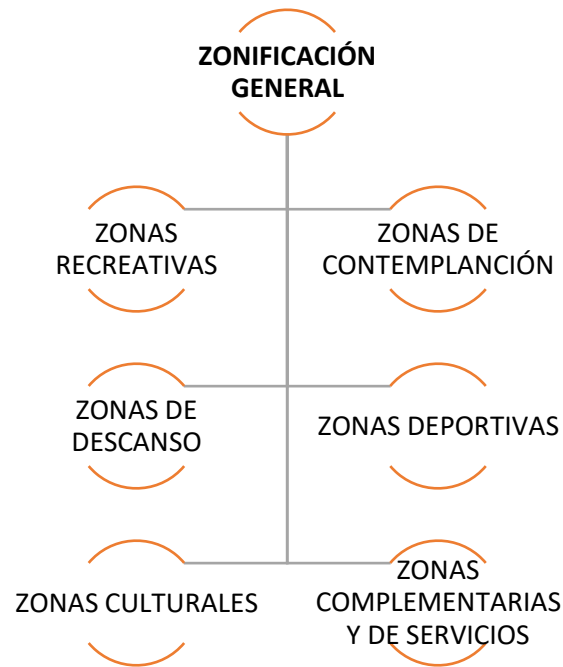 ZONIFICACIÓN
GENERAL
ZONAS
RECREATIVAS
ZONAS DE
CONTEMPLANCIÓN
ZONAS DE
DESCANSO
ZONAS DEPORTIVAS
ZONAS CULTURALES
ZONAS
COMPLEMENTARIAS
Y DE SERVICIOS